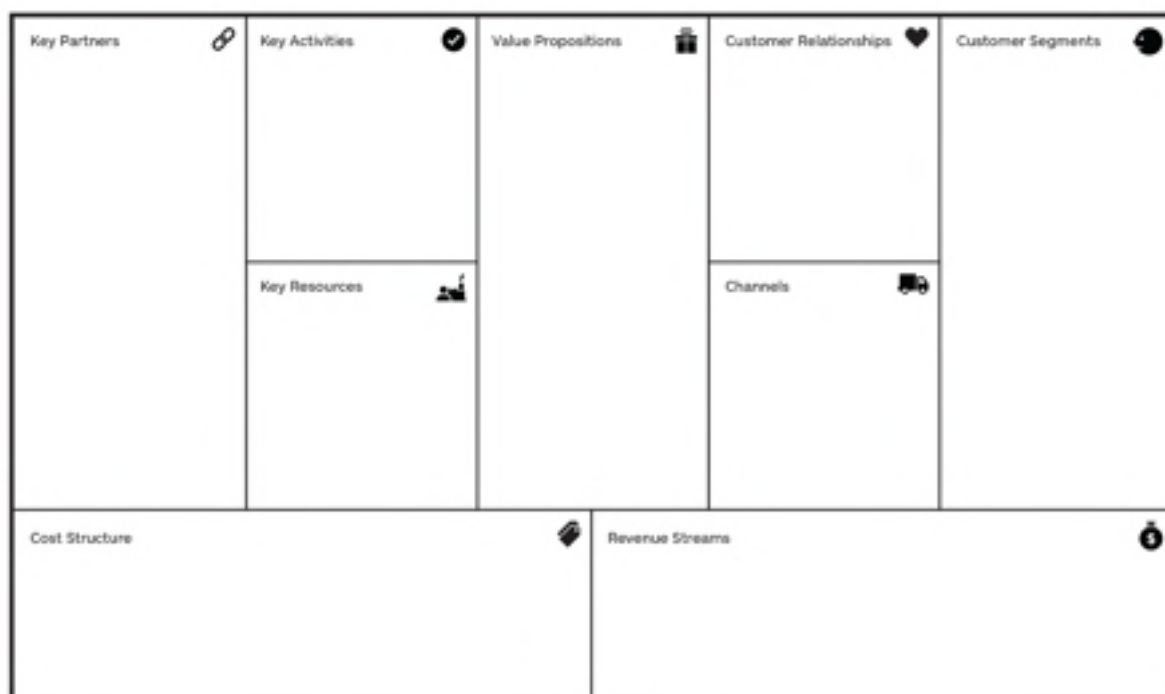 Key Partners
Key Activities
Value Propositions
Customer Relationships
Customer Segments
Key Resources
Channels
Cost Structure
Revenue Streams
$